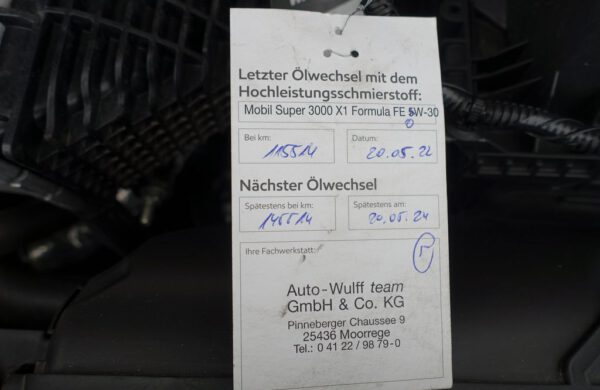 Letzter Ölwechsel mit dem
Hochleistungsschmierstoff:
Mobil Super 3000 X1 Formula FE W-30
0
Bei km: Datum:
115514 20.05.22
Nächster Ölwechsel
Spätestens bei km: Spätestens am:
145514 20.05.24
Ihre Fachwerkstatt:
Auto-Wulff team
GmbH & Co. KG
Pinneberger Chaussee 9
25436 Moorrege
Tel.: 0 41 22 / 98 79-0